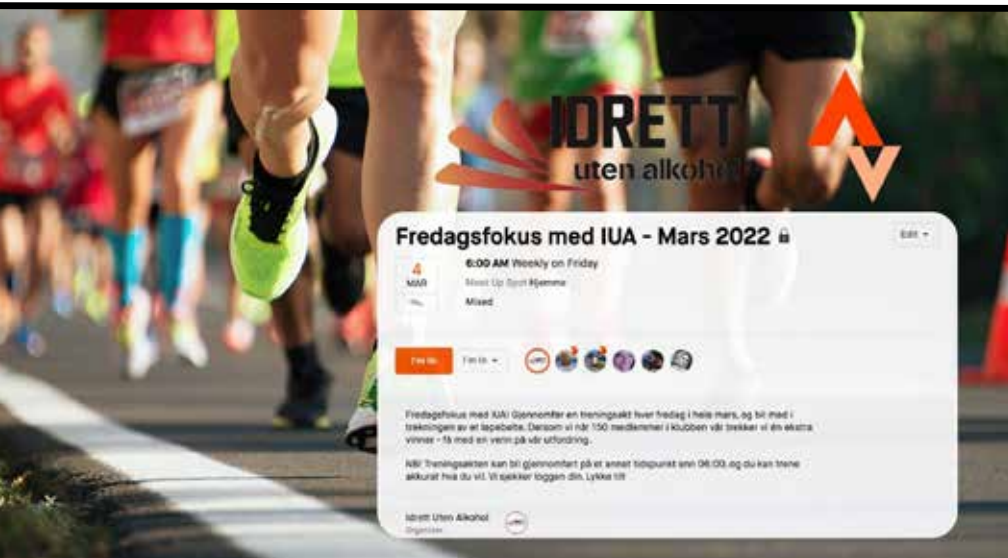 IDRETT
uten alkohol
Fredagsfokus med IUA - Mars 2022
Edit
4
MAR
6:00 AM Weekly on Friday
Meet Up Spot Hjemme
Mixed
I'm In
I'm In
Fredagsfokus med IUA! Gjennomfør en treningsøkt hver fredag i hele mars, og bli med i
trekningen av et løpebelte. Dersom vi når 150 medlemmer i klubben vår trekker vi én ekstra
vinner - få med en venn på vår utfordring.
NB! Treningsøkten kan bli gjennomført på et annet tidspunkt enn 06:00, og du kan trene
akkurat hva du vil. Vi sjekker loggen din. Lykke til!
Idrett Uten Alkohol
Organizer